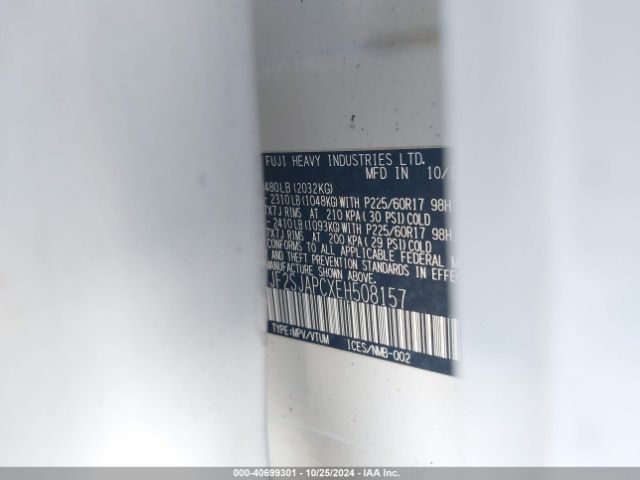 FUJI HEAVY INDUSTRIES LTD.
MFD IN 10/
480LB (2032KG)
- 2310 LB (1048KG) WITH P225/60R17 98H
X7J RIMS AT 210 KPA (30 PSI) COLD
- 2410 LB (1093KG) WITH P225/60R17 98H
X7J RIMS AT 200 KPA (29 PSI) COLD
CONFORMS TO ALL APPLICABLE FEDERAL M
AND THEFT PREVENTION STANDARDS IN EFFE
MANUFACTURE SHOWN ABOVE.
JF2SJAPCXEH508157
TYPE:MPV/VTUM ICES/NMB-002
000-40699301 - 10/25/2024 - IAA Inc.